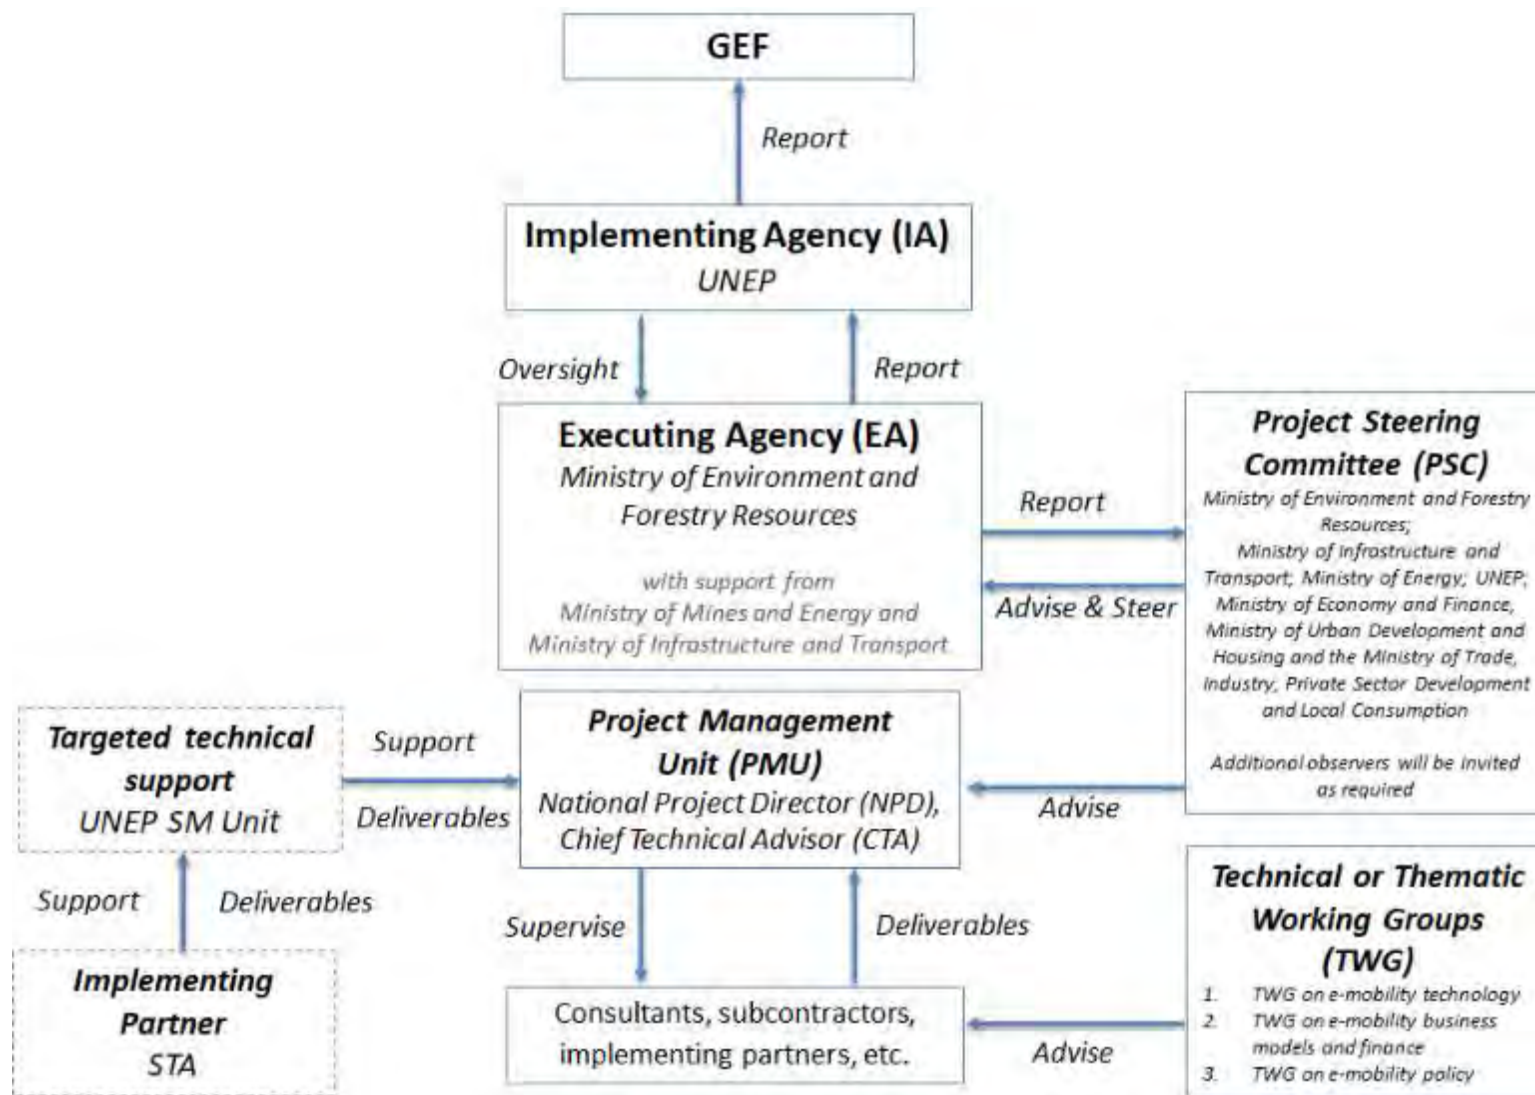 GEF
Report
Implementing Agency (IA)
UNEP
Oversight
Report
Executing Agency (EA)
Ministry of Environment and
Forestry Resources
with support from
Ministry of Mines and Energy and
Ministry of Infrastructure and Transport
Report
Advise & Steer
Project Steering
Committee (PSC)
Ministry of Environment and Forestry
Resources;
Ministry of Infrastructure and
Transport; Ministry of Energy; UNEP;
Ministry of Economy and Finance,
Ministry of Urban Development and
Housing and the Ministry of Trade,
Industry, Private Sector Development
and Local Consumption
Additional observers will be invited
as required
Targeted technical
support
UNEP SM Unit
Support
Deliverables
Project Management
Unit (PMU)
National Project Director (NPD),
Chief Technical Advisor (CTA)
Advise
Support
Deliverables
Implementing
Partner
STA
Supervise
Deliverables
Consultants, subcontractors,
implementing partners, etc.
Advise
Technical or Thematic
Working Groups
(TWG)
1. TWG on e-mobility technology
2. TWG on e-mobility business
models and finance
3. TWG on e-mobility policy